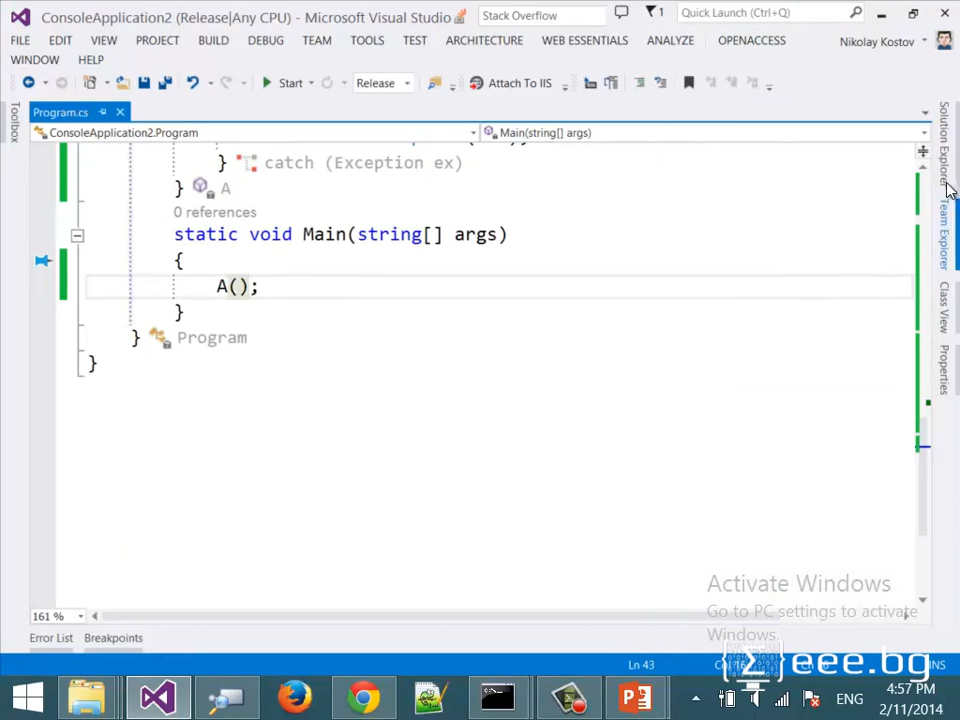 ConsoleApplication2 (Release|Any CPU) - Microsoft Visual Studio
Stack Overflow
1
Quick Launch (Ctrl+Q)
FILE EDIT VIEW PROJECT BUILD DEBUG TEAM TOOLS TEST ARCHITECTURE WEB ESSENTIALS ANALYZE OPENACCESS
Nikolay Kostov
WINDOW HELP
Start
Release
Attach To IIS
Toolbox
Program.cs
ConsoleApplication2.Program
Main(string[] args)
} catch (Exception ex)
} A
0 references
static void Main(string[] args)
{
A();
}
} Program
}
Solution Explorer
Team Explorer
Class View
Properties
Activate Windows
Go to PC settings to activate
Windows.
161 %
Error List Breakpoints
Ln 43
INS
}eee.bg
ENG
4:57 PM
2/11/2014